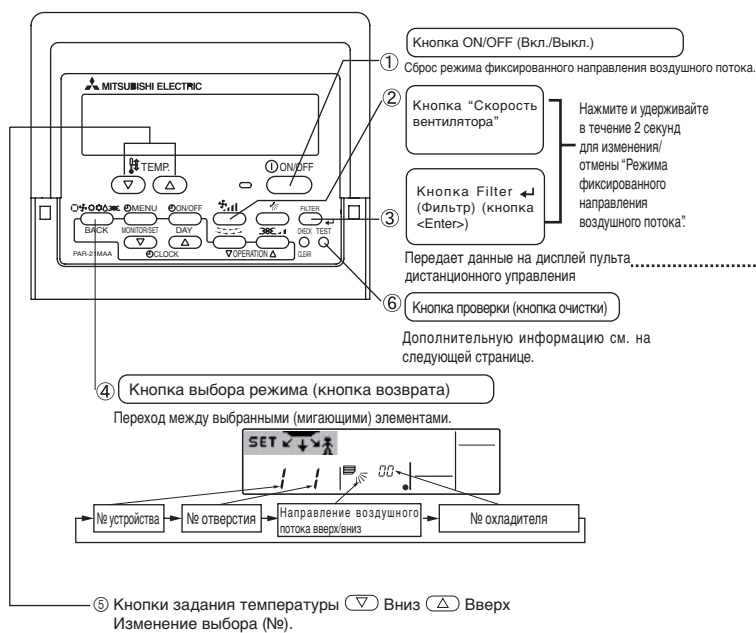 ① Кнопка ON/OFF (Вкл./Выкл.)
Сброс режима фиксированного направления воздушного потока.
MITSUBISHI ELECTRIC
② Кнопка “Скорость
вентилятора”
Нажмите и удерживайте
в течение 2 секунд
для изменения/
отмены “Режима
фиксированного
направления
воздушного потока”.
TEMP.
ON/OFF
▽ △
MENU ON/OFF FILTER
BACK MONITOR/SET DAY CHECK TEST
▽ △
PAR-21MAA CLOCK ▽ OPERATION △ CLEAR
③ Кнопка Filter ↵
(Фильтр) (кнопка
<Enter>)
Передает данные на дисплей пульта
дистанционного управления
⑥ Кнопка проверки (кнопка очистки)
Дополнительную информацию см. на
следующей странице.
④ Кнопка выбора режима (кнопка возврата)
Переход между выбранными (мигающими) элементами.
SET
1 1 00
№ устройства
№ отверстия
Направление воздушного
потока вверх/вниз
№ охладителя
⑤ Кнопки задания температуры ▽ Вниз △ Вверх
Изменение выбора (№).